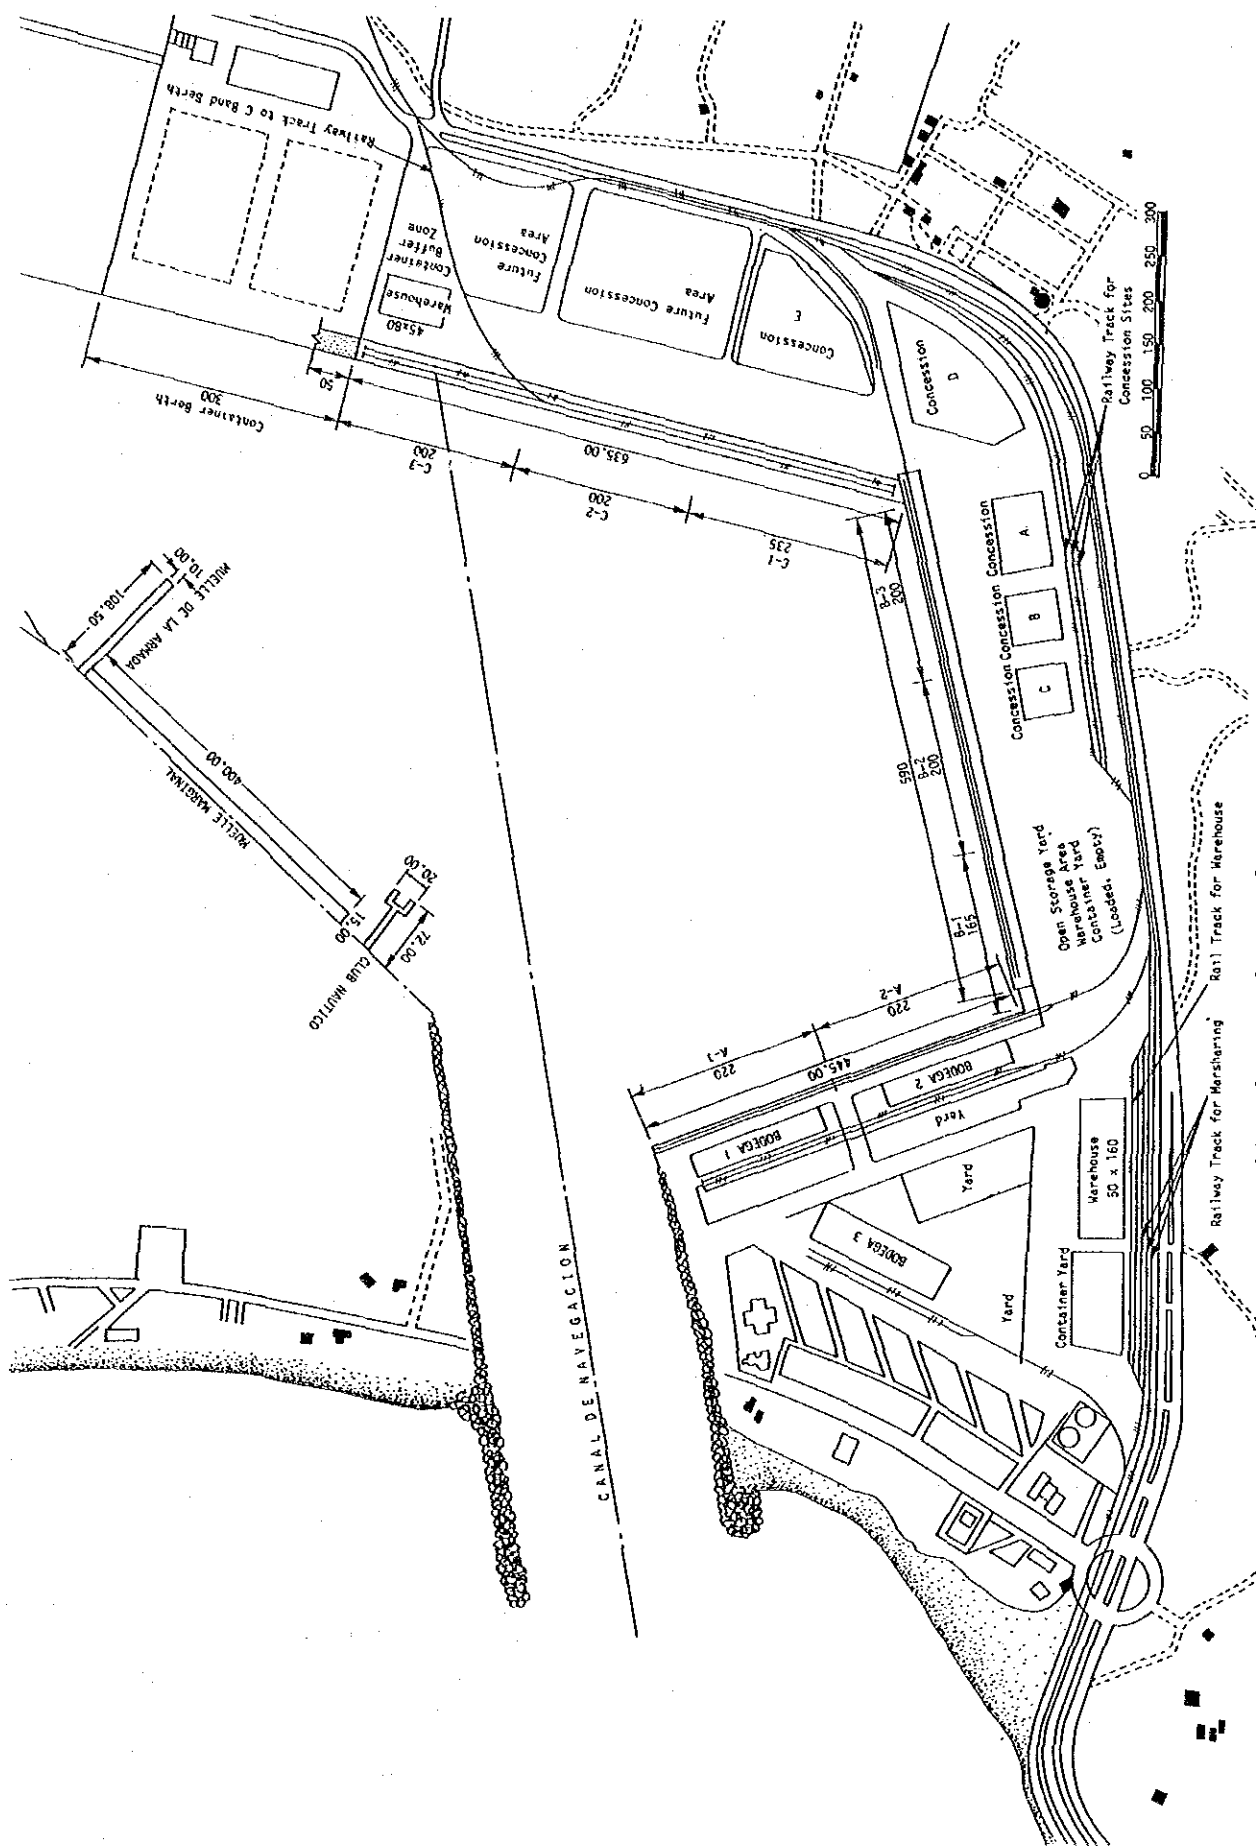 Railway Track to C Band Berth
Container
Buffer
Zone
Warehouse
45x80
Future
Concession
Area
Future Concession
Area
Concession
E
Concession
D
Container Berth
300
50
C-3
200
635.00
C-2
200
C-1
235
MUELLE DE LA ARMADA
10.00
108.50
400.00
MUELLE MARGINAL
15.00
20.00
72.00
CLUB NAUTICO
B-3
200
590
B-2
200
B-1
165
Concession
A
Concession
B
Concession
C
Railway Track for
Concession Sites
0 50 100 150 200 250 300
Open Storage Yard
Warehouse Area
Container Yard
(Loaded, Emoty)
Rail Track for Warehouse
Railway Track for Marsharing
A-2
220
A-1
220
445.00
BODEGA 2
BODEGA 1
Yard
Yard
BODEGA 3
Yard
Warehouse
50 x 160
Container Yard
CANAL DE NAVEGACION